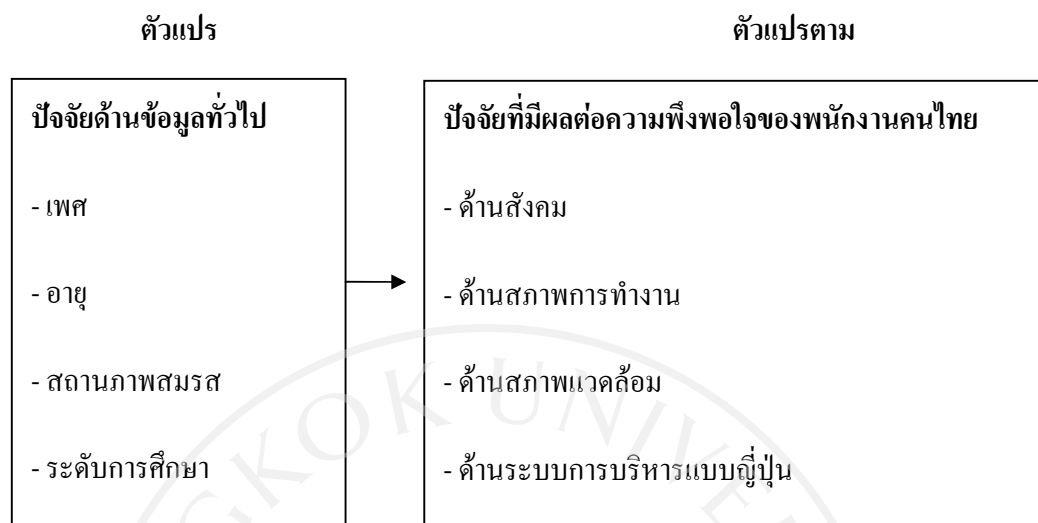 ตัวแปร
ตัวแปรตาม
ปัจจัยด้านข้อมูลทั่วไป
- เพศ
- อายุ
- สถานภาพสมรส
- ระดับการศึกษา
ปัจจัยที่มีผลต่อความพึงพอใจของพนักงานคนไทย
- ด้านสังคม
- ด้านสภาพการทำงาน
- ด้านสภาพแวดล้อม
- ด้านระบบการบริหารแบบญี่ปุ่น
GKOK UNIVE